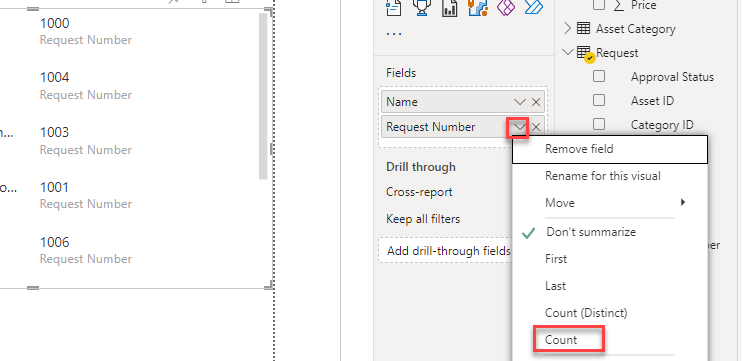 1000
Request Number
1004
Request Number
n...
1003
Request Number
o...
1001
Request Number
1006
Request Number
...
Fields
Name
Request Number
Drill through
Cross-report
Keep all filters
Add drill-through fields
Remove field
Rename for this visual
Move
Don't summarize
First
Last
Count (Distinct)
Count
Σ Price
Asset Category
Request
Approval Status
Asset ID
Category ID